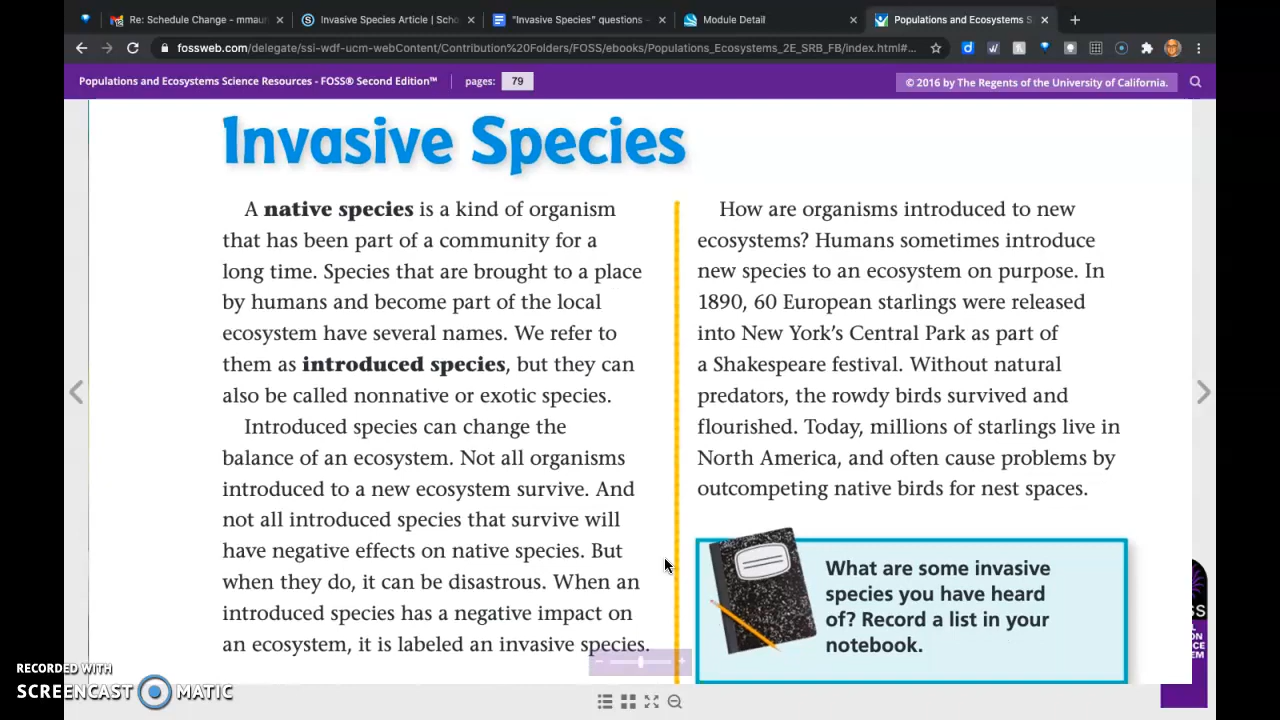 Re: Schedule Change - mmau
Invasive Species Article | Scho
"Invasive Species" questions -
Module Detail
Populations and Ecosystems S
fossweb.com/delegate/ssi-wdf-ucm-webContent/Contribution%20Folders/FOSS/ebooks/Populations_Ecosystems_2E_SRB_FB/index.html#...
Populations and Ecosystems Science Resources - FOSS® Second Edition™
pages: 79
© 2016 by The Regents of the University of California.
Invasive Species
A native species is a kind of organism
that has been part of a community for a
long time. Species that are brought to a place
by humans and become part of the local
ecosystem have several names. We refer to
them as introduced species, but they can
also be called nonnative or exotic species.
Introduced species can change the
balance of an ecosystem. Not all organisms
introduced to a new ecosystem survive. And
not all introduced species that survive will
have negative effects on native species. But
when they do, it can be disastrous. When an
introduced species has a negative impact on
an ecosystem, it is labeled an invasive species.
How are organisms introduced to new
ecosystems? Humans sometimes introduce
new species to an ecosystem on purpose. In
1890, 60 European starlings were released
into New York's Central Park as part of
a Shakespeare festival. Without natural
predators, the rowdy birds survived and
flourished. Today, millions of starlings live in
North America, and often cause problems by
outcompeting native birds for nest spaces.
What are some invasive
species you have heard
of? Record a list in your
notebook.
RECORDED WITH
SCREENCAST MATIC